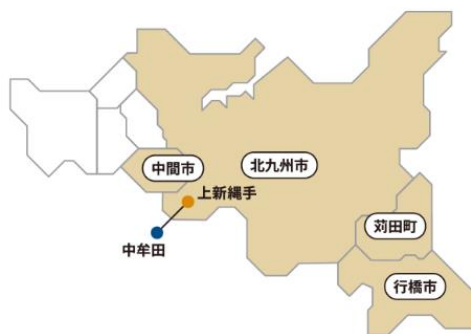 中間市
北九州市
上新縄手
中牟田
苅田町
行橋市